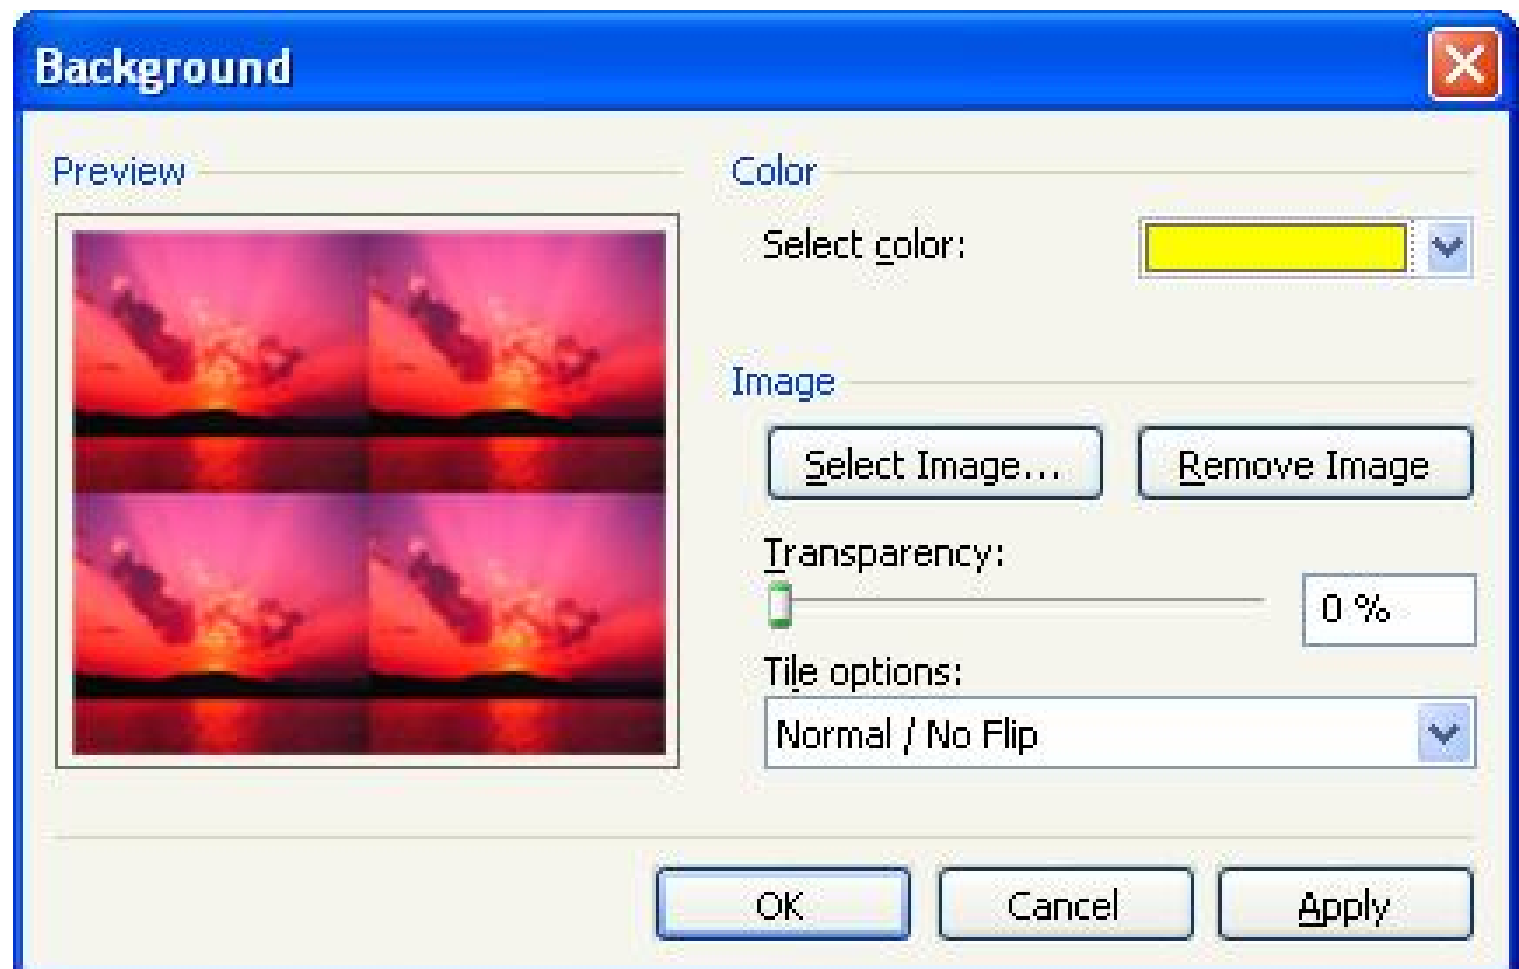 Background
Preview
Color
Select color:
Image
Select Image...
Remove Image
Transparency:
0 %
Tile options:
Normal / No Flip
OK
Cancel
Apply